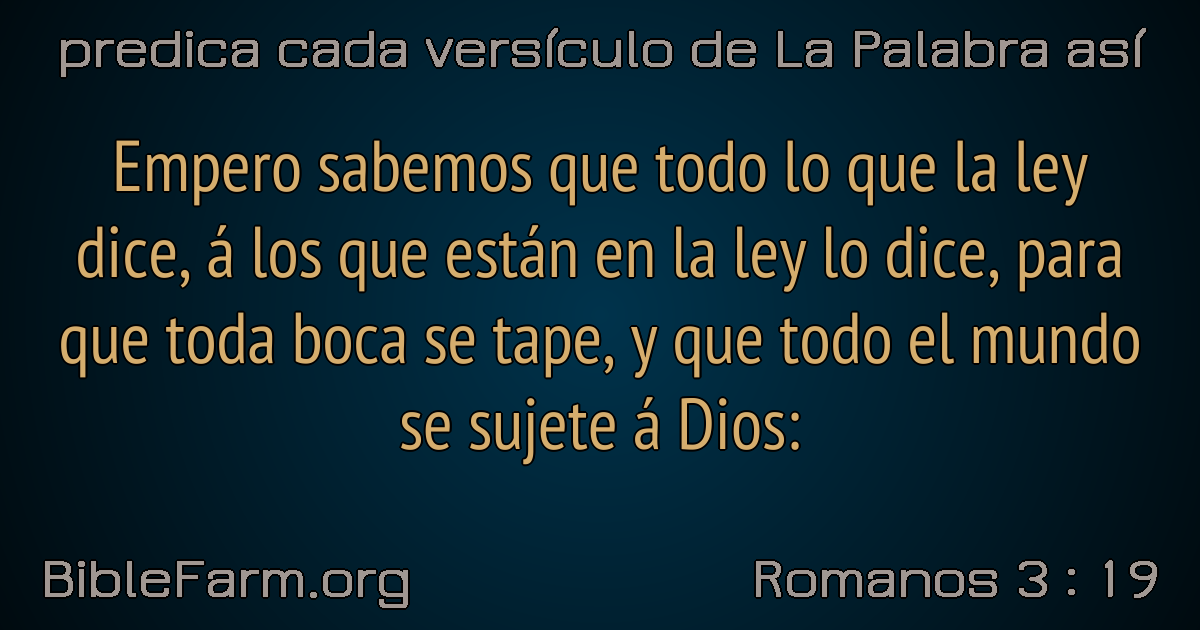 predica cada versículo de La Palabra así
Empero sabemos que todo lo que la ley
dice, á los que están en la ley lo dice, para
que toda boca se tape, y que todo el mundo
se sujete á Dios:
BibleFarm.org
Romanos 3 : 19